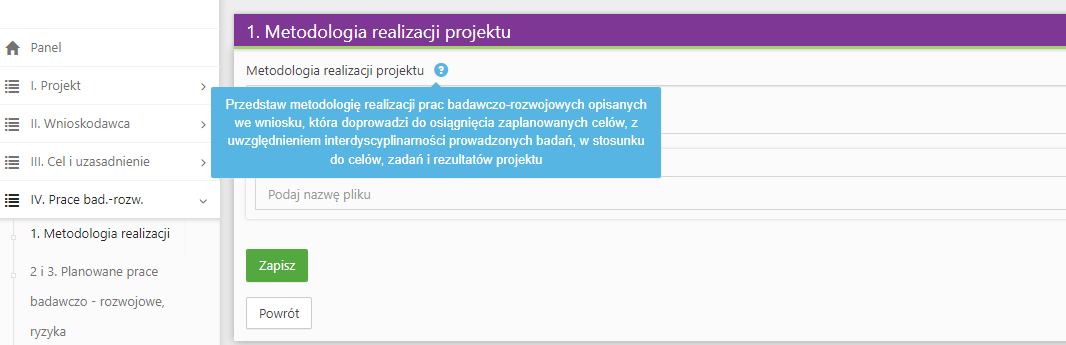 Panel
I. Projekt
II. Wnioskodawca
III. Cel i uzasadnienie
IV. Prace bad.-rozw.
1. Metodologia realizacji
2 i 3. Planowane prace
badawczo - rozwojowe,
ryzyka
1. Metodologia realizacji projektu
Metodologia realizacji projektu ?
Przedstaw metodologię realizacji prac badawczo-rozwojowych opisanych
we wniosku, która doprowadzi do osiągnięcia zaplanowanych celów, z
uwzględnieniem interdyscyplinarności prowadzonych badań, w stosunku
do celów, zadań i rezultatów projektu
Podaj nazwę pliku
Zapisz
Powrót